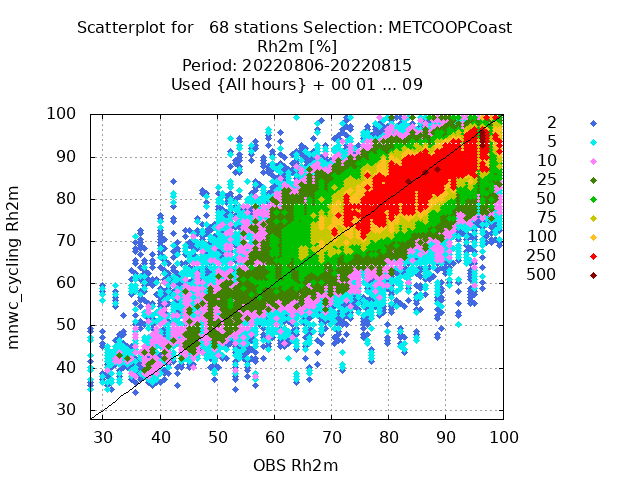 Scatterplot for   68 stations Selection: METCOOPCoast
Rh2m [%]
Period: 20220806-20220815
Used {All hours} + 00 01 ... 09
mnwc_cycling Rh2m
100
90
80
70
60
50
40
30
30 40 50 60 70 80 90 100
OBS Rh2m
2
5
10
25
50
75
100
250
500